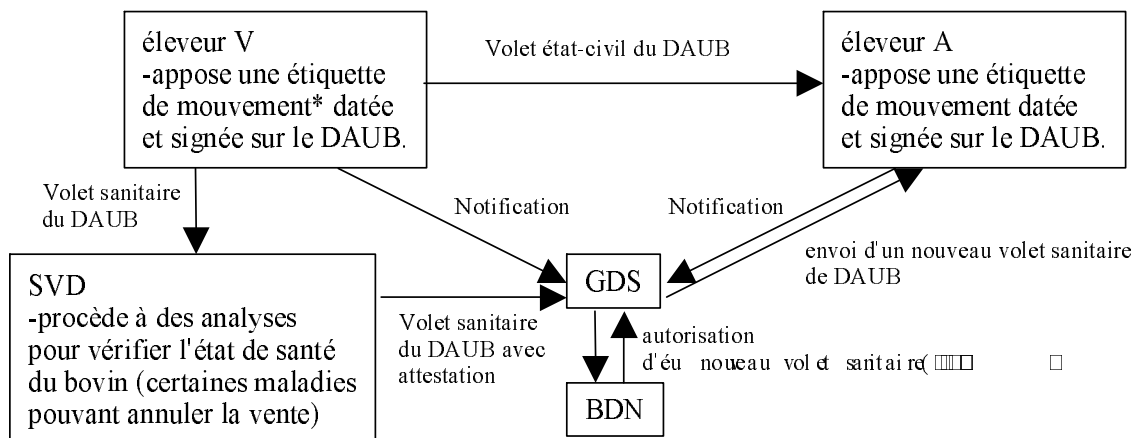 éleveur V
-appose une étiquette
de mouvement* datée
et signée sur le DAUB.
Volet état-civil du DAUB
éleveur A
-appose une étiquette
de mouvement datée
et signée sur le DAUB.
Volet sanitaire
du DAUB
Notification
Notification
envoi d'un nouveau volet sanitaire
de DAUB
SVD
-procède à des analyses
pour vérifier l'état de santé
du bovin (certaines maladies
pouvant annuler la vente)
Volet sanitaire
du DAUB avec
attestation
GDS
autorisation
nouveau volet sanitaire(
BDN